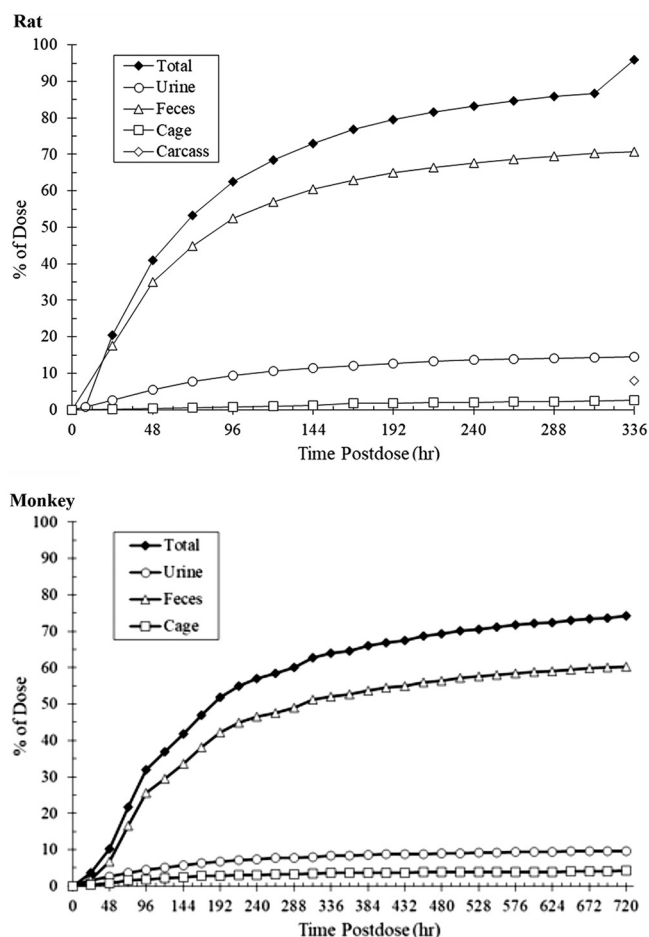 Rat
100
90
80
70
60
50
40
30
20
10
0
% of Dose
Total
Urine
Feces
Cage
Carcass
0 48 96 144 192 240 288 336
Time Postdose (hr)
Monkey
100
90
80
70
60
50
40
30
20
10
0
% of Dose
Total
Urine
Feces
Cage
0 48 96 144 192 240 288 336 384 432 528 576 624 672 720
Time Postdose (hr)